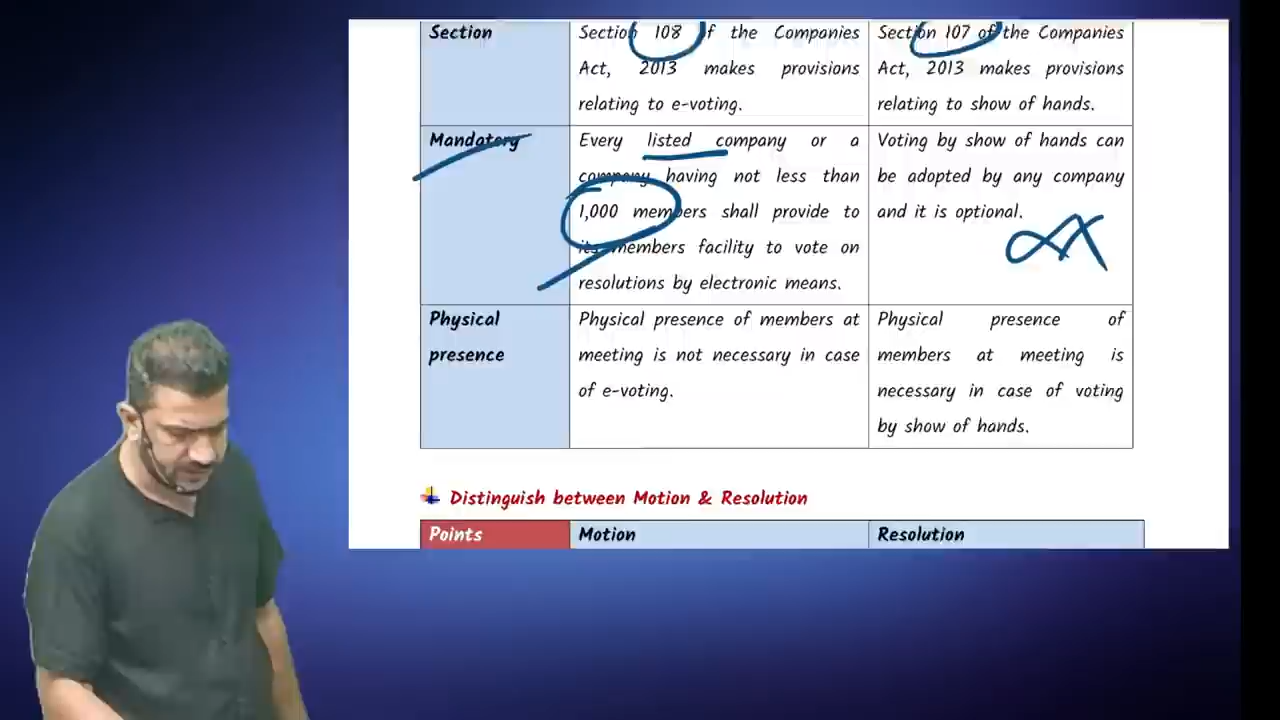 Section
Section 108 of the Companies
Act, 2013 makes provisions
relating to e-voting.
Section 107 of the Companies
Act, 2013 makes provisions
relating to show of hands.
Mandatory
Every listed company or a
company having not less than
1,000 members shall provide to
its members facility to vote on
resolutions by electronic means.
Voting by show of hands can
be adopted by any company
and it is optional.
Physical
presence
Physical presence of members at
meeting is not necessary in case
of e-voting.
Physical presence of
members at meeting is
necessary in case of voting
by show of hands.
Distinguish between Motion & Resolution
Points
Motion
Resolution